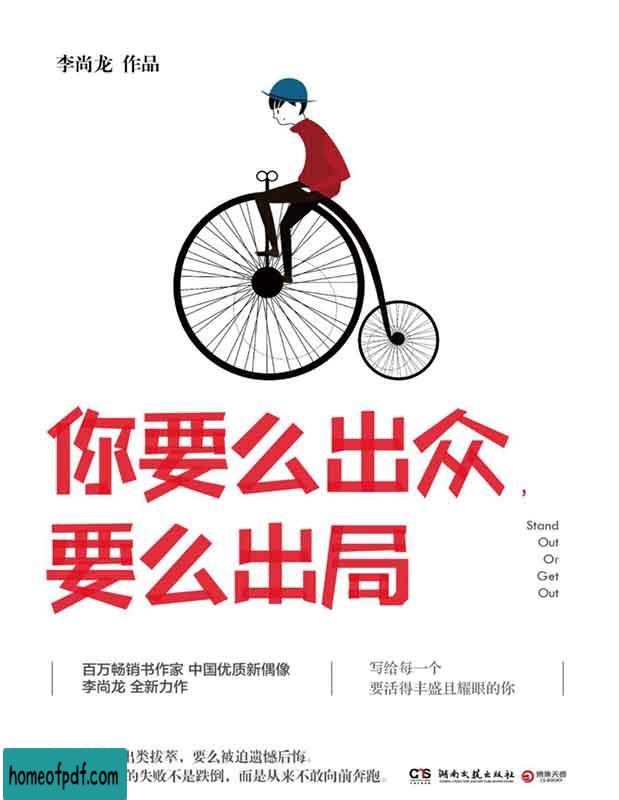 李尚龙 作品
你要么出众，
要么出局
Stand
Out
Or
Get
Out
百万畅销书作家 中国优质新偶像
李尚龙 全新力作
写给每一个
要活得丰盛且耀眼的你
出类拔萃，要么被迫遗憾后悔。
的失败不是跌倒，而是从来不敢向前奔跑。
homeofpdf.com
湖南文艺出版社
博集天卷
CS-BOOKY